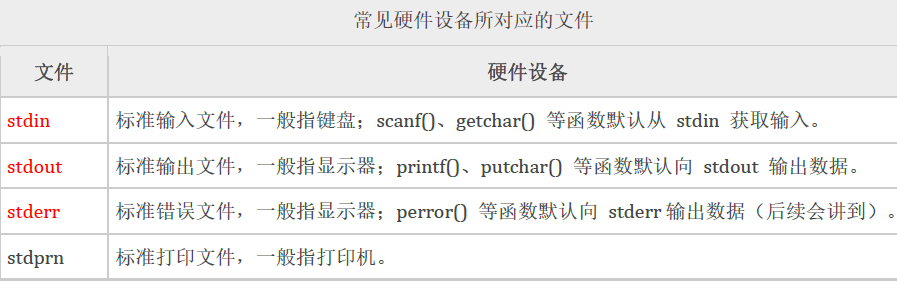 常见硬件设备所对应的文件
文件 硬件设备
stdin 标准输入文件，一般指键盘；scanf()、getchar() 等函数默认从 stdin 获取输入。
stdout 标准输出文件，一般指显示器；printf()、putchar() 等函数默认向 stdout 输出数据。
stderr 标准错误文件，一般指显示器；perror() 等函数默认向 stderr 输出数据（后续会讲到）。
stdprn 标准打印文件，一般指打印机。